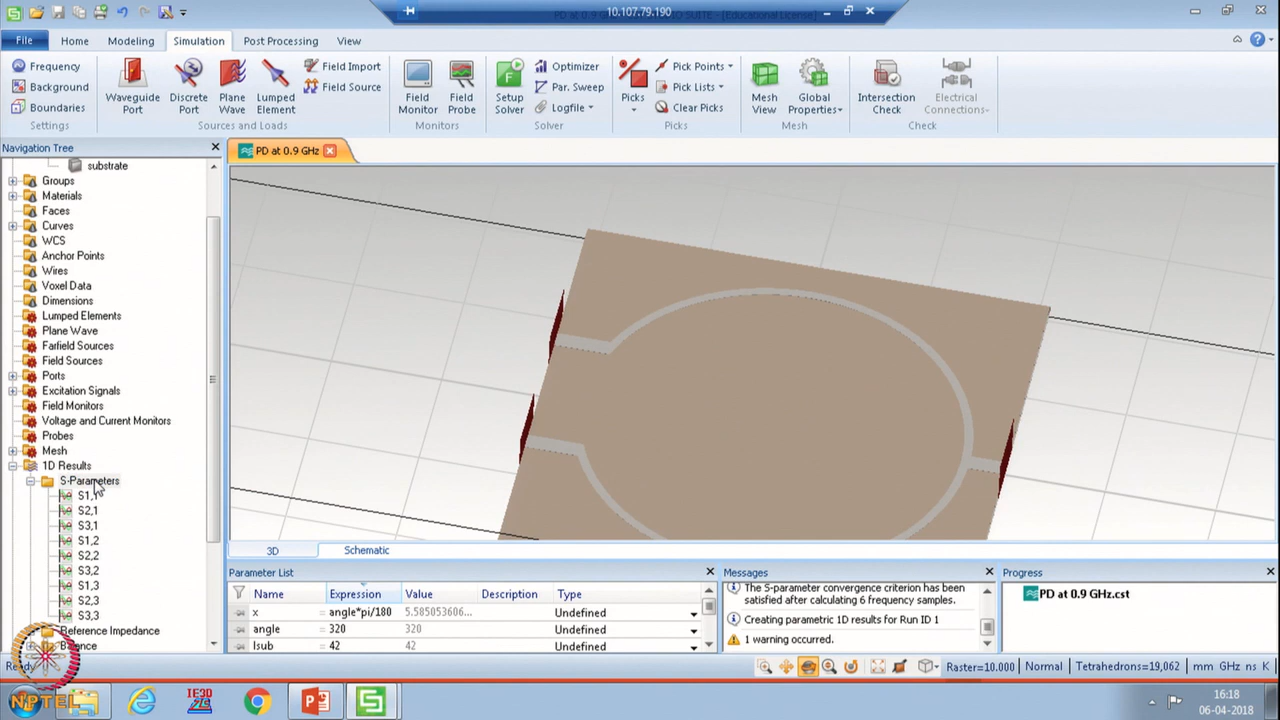 10.107.79.190
File Home Modeling Simulation Post Processing View
Frequency
Background
Boundaries
Settings
Waveguide Port
Discrete Port
Plane Wave
Lumped Element
Field Import
Field Source
Sources and Loads
Field Monitor
Field Probe
Monitors
Setup Solver
Optimizer
Par. Sweep
Logfile
Solver
Picks
Pick Points
Pick Lists
Clear Picks
Picks
Mesh View
Global Properties
Mesh
Intersection Check
Electrical Connections
Check
Navigation Tree
substrate
Groups
Materials
Faces
Curves
WCS
Anchor Points
Wires
Voxel Data
Dimensions
Lumped Elements
Plane Wave
Farfield Sources
Field Sources
Ports
Excitation Signals
Field Monitors
Voltage and Current Monitors
Probes
Mesh
1D Results
S-Parameters
S1,1
S2,1
S3,1
S1,2
S2,2
S3,2
S1,3
S2,3
S3,3
Reference Impedance
Balance
PD at 0.9 GHz
3D Schematic
Parameter List
Name Expression Value Description Type
x = angle*pi/180 5.585053606... Undefined
angle = 320 320 Undefined
lsub = 42 42 Undefined
Messages
The S-parameter convergence criterion has
satisfied after calculating 6 frequency samples.
Creating parametric 1D results for Run ID 1
1 warning occurred.
Progress
PD at 0.9 GHz.cst
Raster=10.000 Normal Tetrahedrons=19,062 mm GHz ns K
NPTEL
IE3D
16:18
06-04-2018